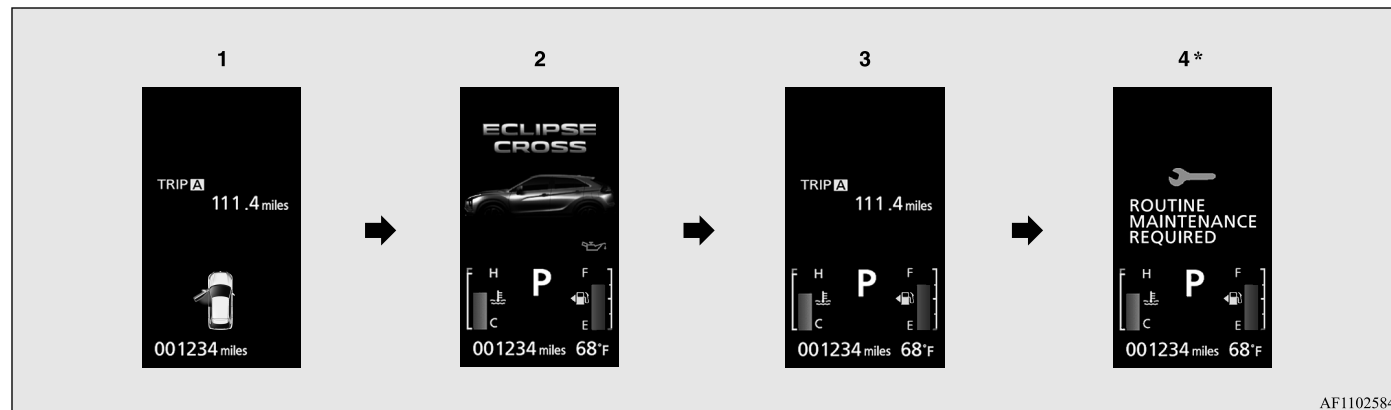 1
2
3
4*
TRIP A
111.4 miles
001234 miles
ECLIPSE
CROSS
F H P F
C E
001234 miles 68°F
TRIP A
111.4 miles
F H P F
C E
001234 miles 68°F
ROUTINE
MAINTENANCE
REQUIRED
F H P F
C E
001234 miles 68°F
AF1102584